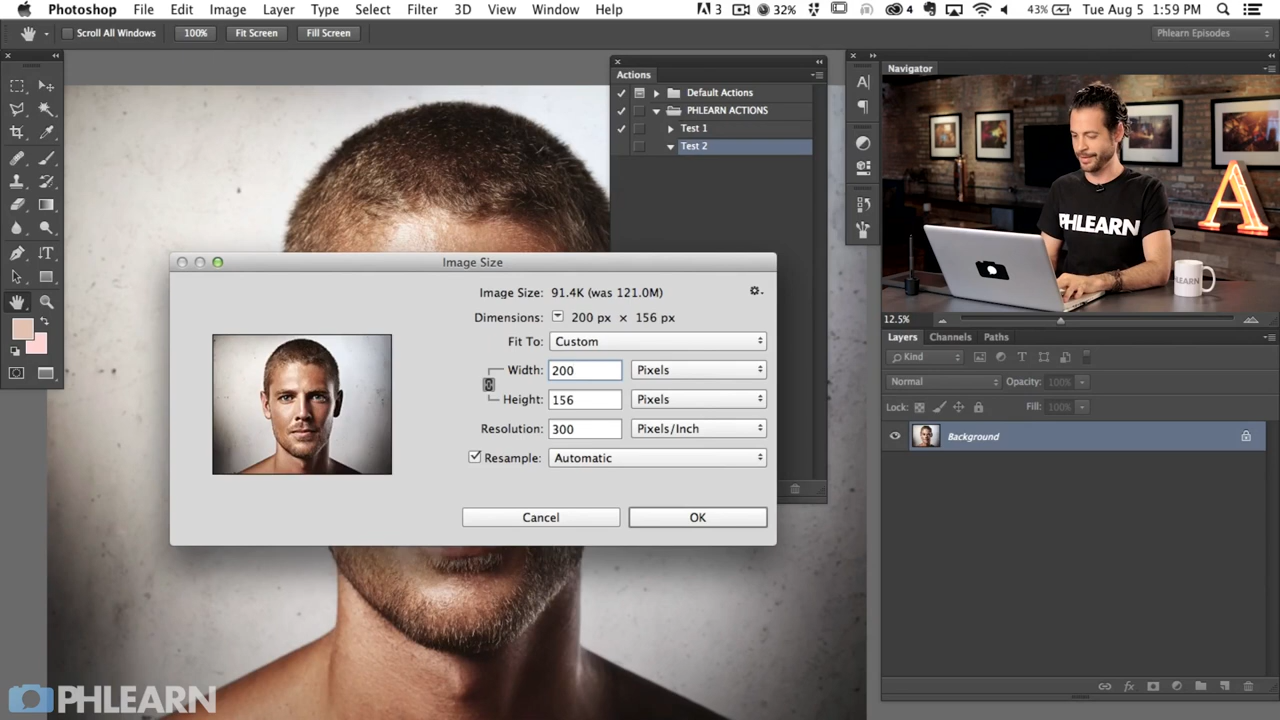 Photoshop File Edit Image Layer Type Select Filter 3D View Window Help 3 32% 4 43% Tue Aug 5 1:59 PM
Scroll All Windows 100% Fit Screen Fill Screen Phlearn Episodes
Actions
Default Actions
PHLEARN ACTIONS
Test 1
Test 2
Navigator
PHLEARN
A
12.5%
Image Size
Image Size: 91.4K (was 121.0M)
Dimensions: 200 px × 156 px
Fit To: Custom
Width: 200 Pixels
Height: 156 Pixels
Resolution: 300 Pixels/Inch
Resample: Automatic
Cancel OK
Layers Channels Paths
Kind
Normal Opacity: 100%
Lock: Fill: 100%
Background
fx
PHLEARN